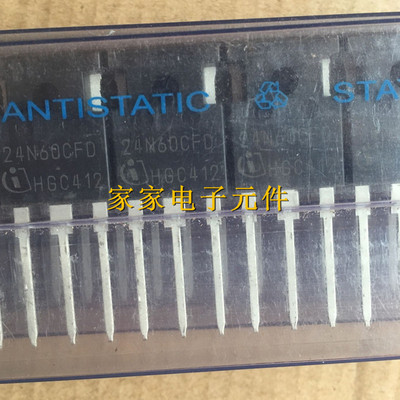 ANTISTATIC STA
24N60CFD 24N60CFD
HGC412 HGC412
家家电子元件